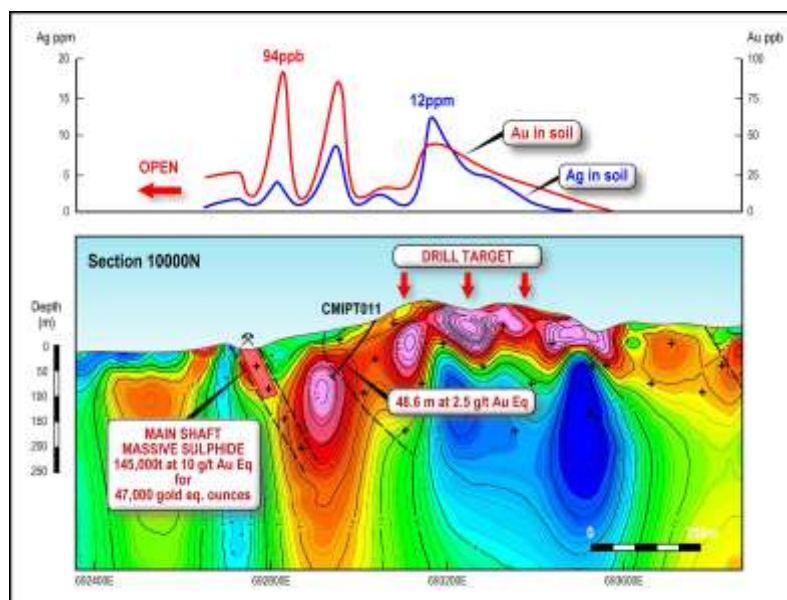 Ag ppm
Au ppb
20
15
10
5
0
100
75
50
25
0
94ppb
12ppm
Au in soil
Ag in soil
OPEN
Section 10000N
DRILL TARGET
CMIPT011
Depth
(m)
0
50
100
150
200
250
48.6 m at 2.5 g/t Au Eq
MAIN SHAFT
MASSIVE SULPHIDE
145,000t at 10 g/t Au Eq
for
47,000 gold eq. ounces
0
692400E